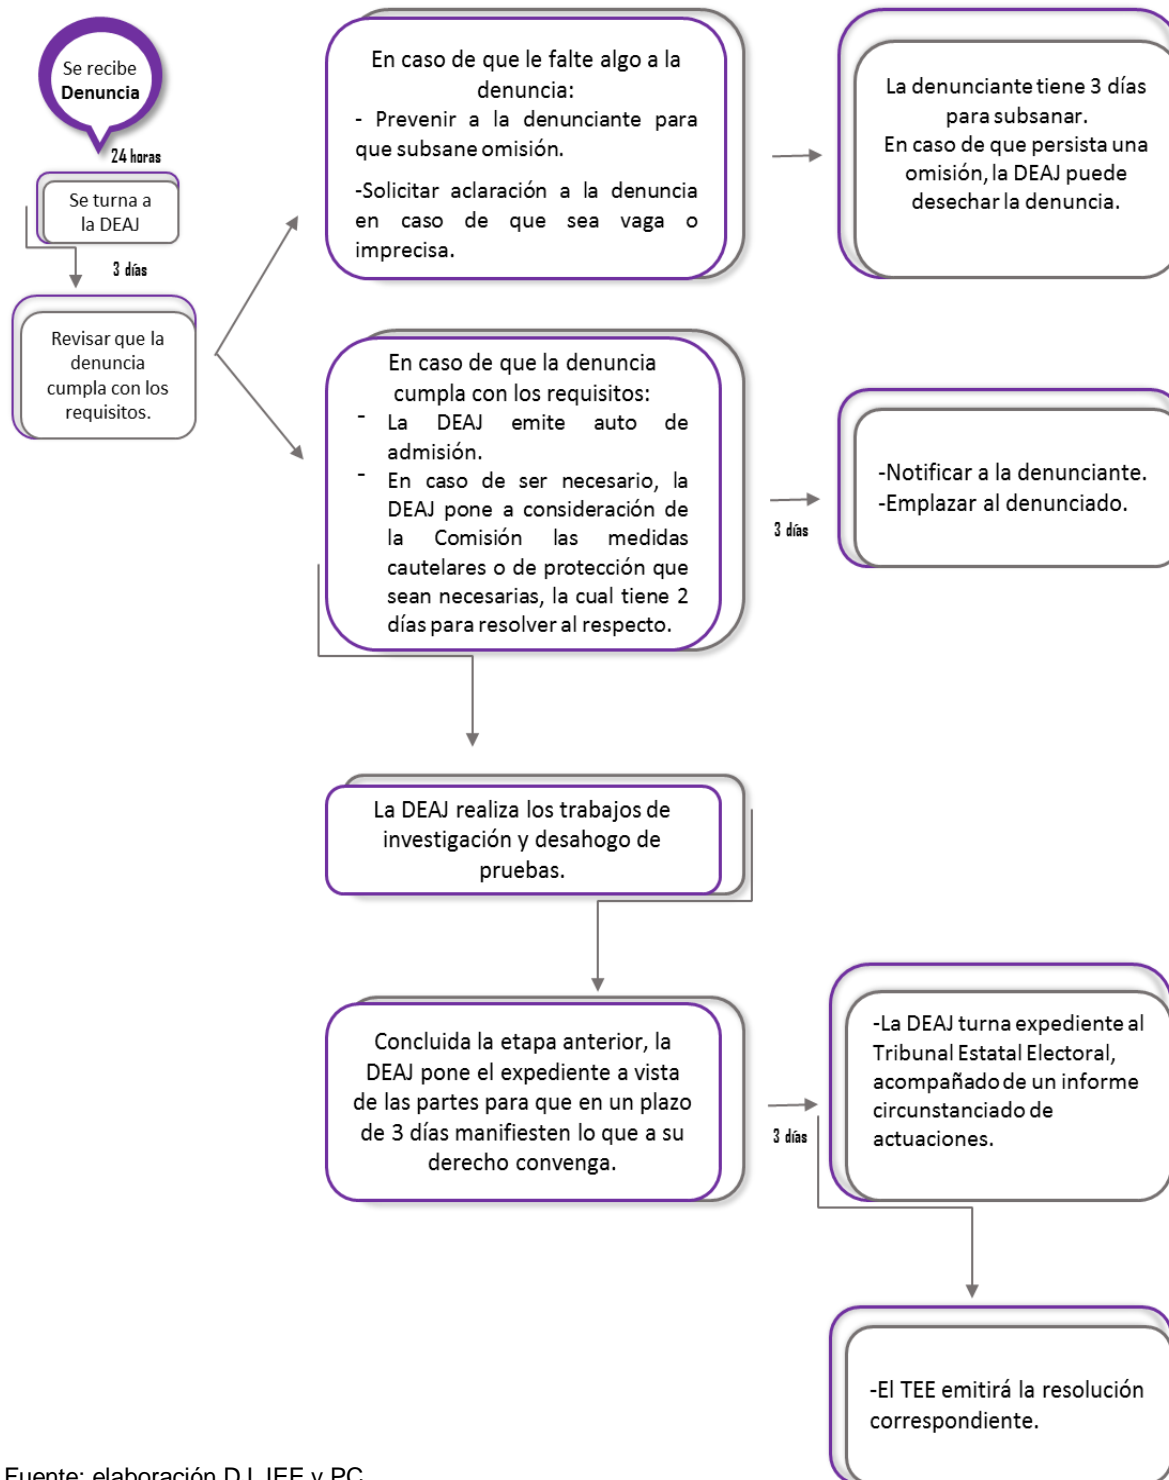 Se recibe
Denuncia
24 horas
Se turna a
la DEAJ
3 días
Revisar que la
denuncia
cumpla con los
requisitos.
En caso de que le falte algo a la
denuncia:
- Prevenir a la denunciante para
que subsane omisión.
-Solicitar aclaración a la denuncia
en caso de que sea vaga o
imprecisa.
La denunciante tiene 3 días
para subsanar.
En caso de que persista una
omisión, la DEAJ puede
desechar la denuncia.
En caso de que la denuncia
cumpla con los requisitos:
- La DEAJ emite auto de
admisión.
- En caso de ser necesario, la
DEAJ pone a consideración de
la Comisión las medidas
cautelares o de protección que
sean necesarias, la cual tiene 2
días para resolver al respecto.
3 días
-Notificar a la denunciante.
-Emplazar al denunciado.
La DEAJ realiza los trabajos de
investigación y desahogo de
pruebas.
Concluida la etapa anterior, la
DEAJ pone el expediente a vista
de las partes para que en un plazo
de 3 días manifiesten lo que a su
derecho convenga.
3 días
-La DEAJ turna expediente al
Tribunal Estatal Electoral,
acompañado de un informe
circunstanciado de
actuaciones.
-El TEE emitirá la resolución
correspondiente.
Fuente: elaboración D.J. IEE y PC